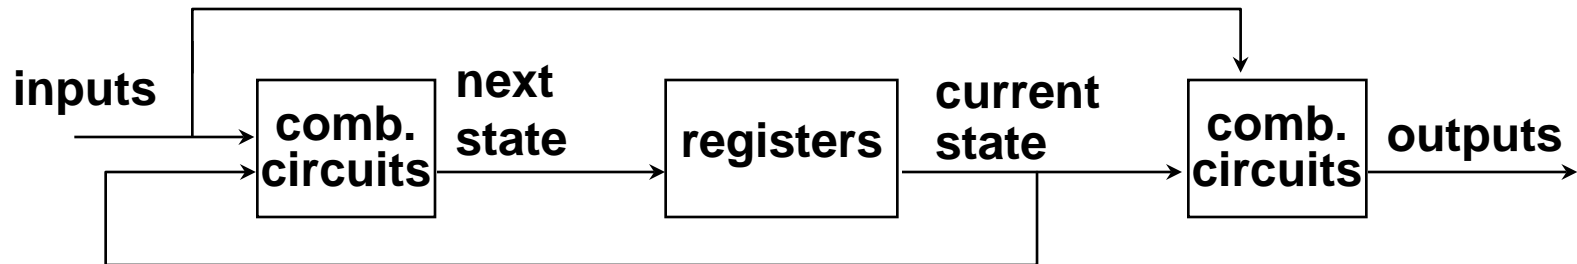 inputs
comb.
circuits
next
state
registers
current
state
comb.
circuits
outputs